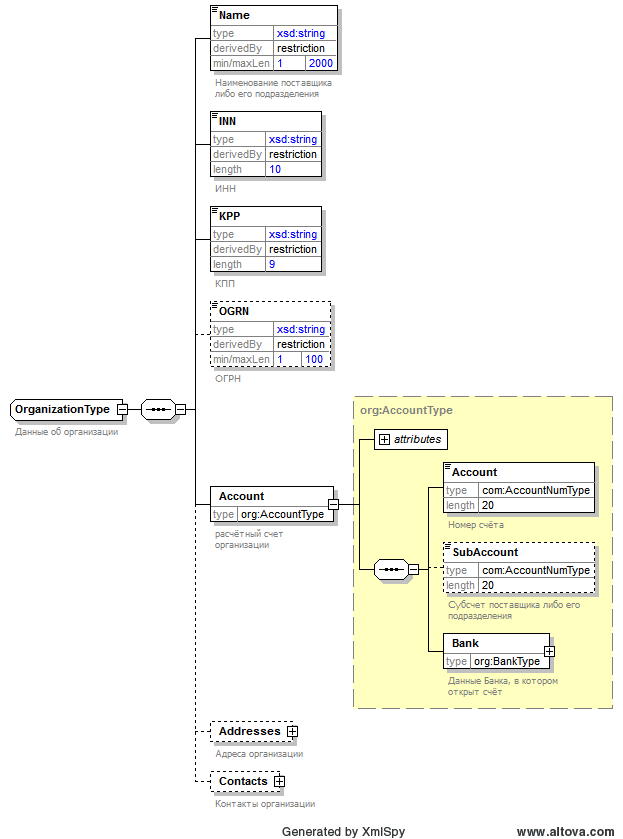 Name
type xsd:string
derivedBy restriction
min/maxLen 1 2000
Наименование поставщика
либо его подразделения
INN
type xsd:string
derivedBy restriction
length 10
ИНН
KPP
type xsd:string
derivedBy restriction
length 9
КПП
OGRN
type xsd:string
derivedBy restriction
min/maxLen 1 100
ОГРН
OrganizationType
Данные об организации
Account
type org:AccountType
расчётный счет
организации
org:AccountType
attributes
Account
type com:AccountNumType
length 20
Номер счёта
SubAccount
type com:AccountNumType
length 20
Субсчет поставщика либо его
подразделения
Bank
type org:BankType
Данные Банка, в котором
открыт счёт
Addresses
Адреса организации
Contacts
Контакты организации
Generated by XmlSpy
www.altova.com